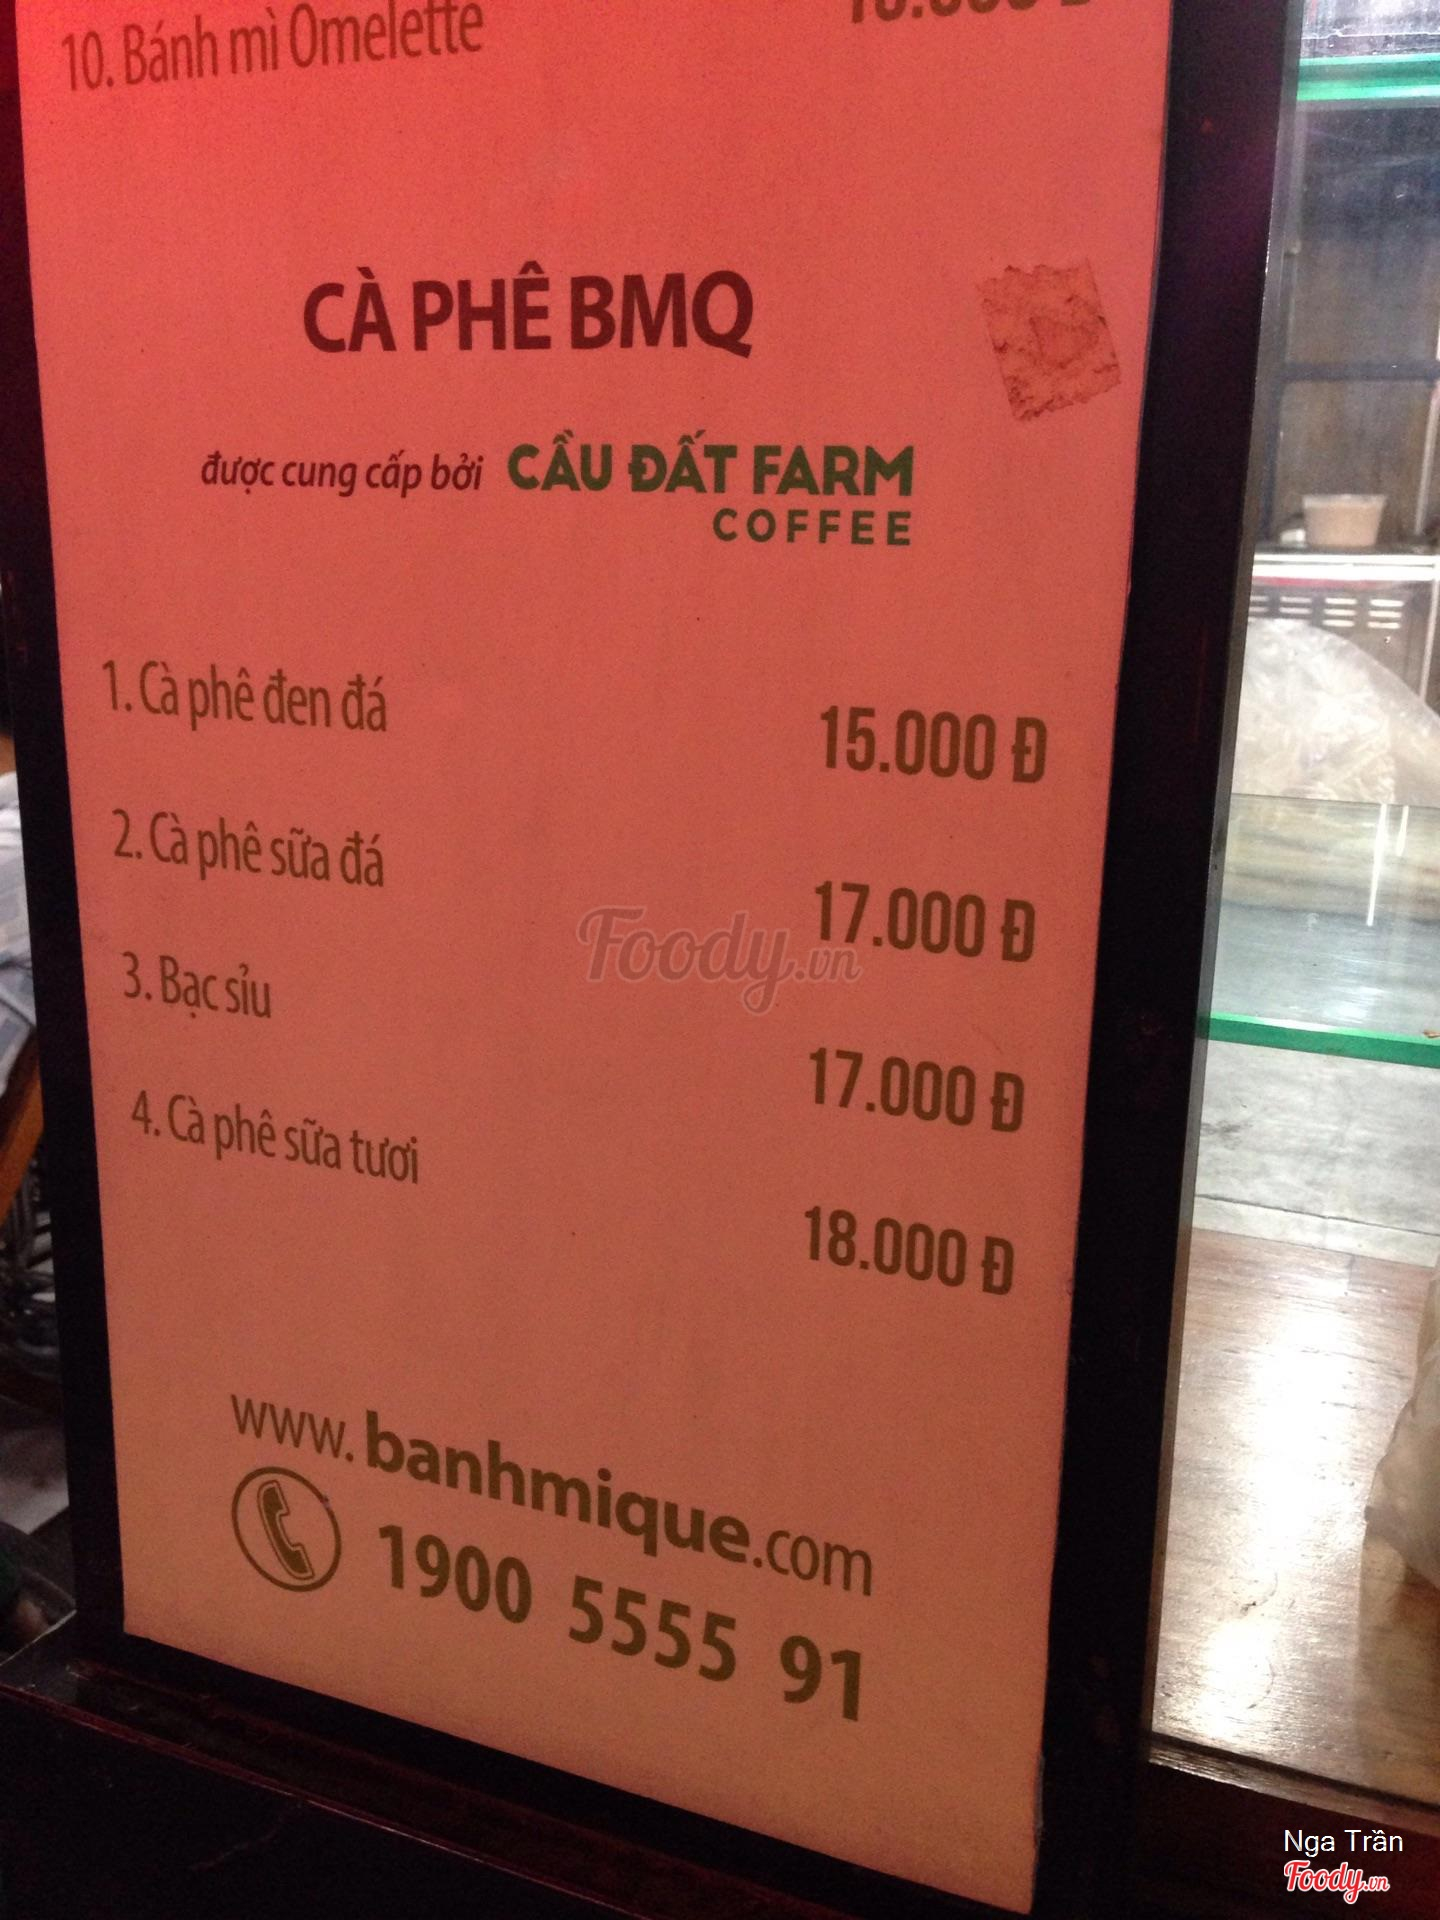 10. Bánh mì Omelette
CÀ PHÊ BMQ
được cung cấp bởi CẦU ĐẤT FARM
COFFEE
1. Cà phê đen đá 15.000 Đ
2. Cà phê sữa đá 17.000 Đ
3. Bạc sỉu 17.000 Đ
4. Cà phê sữa tươi 18.000 Đ
Foody.vn
www.banhmique.com
1900 5555 91
Nga Trần
Foody.vn